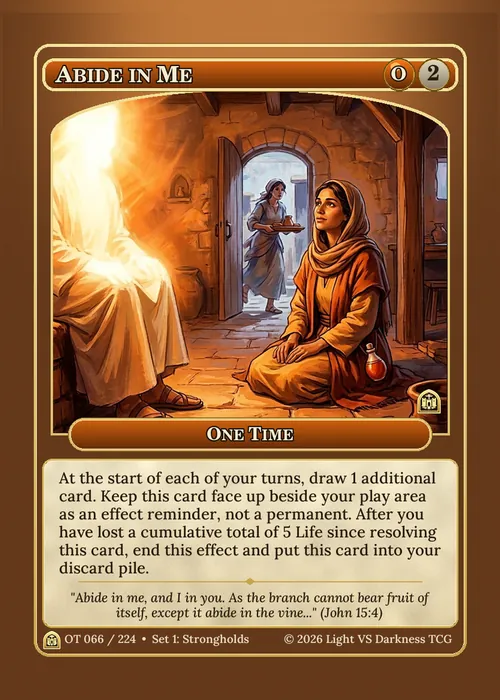 Abide in Me
O 2
One Time
At the start of each of your turns, draw 1 additional
card. Keep this card face up beside your play area
as an effect reminder, not a permanent. After you
have lost a cumulative total of 5 Life since resolving
this card, end this effect and put this card into your
discard pile.
"Abide in me, and I in you. As the branch cannot bear fruit of
itself, except it abide in the vine..." (John 15:4)
OT 066 / 224 • Set 1: Strongholds © 2026 Light VS Darkness TCG